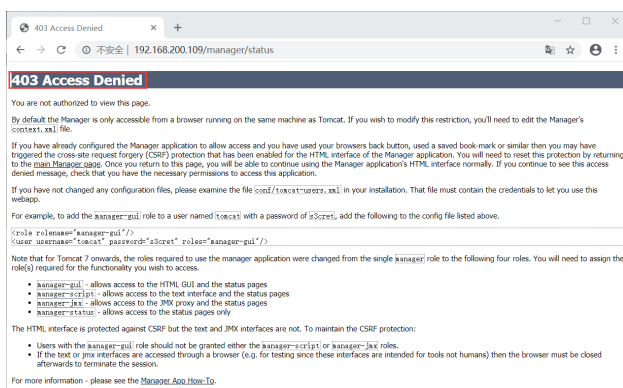 403 Access Denied
不安全 | 192.168.200.109/manager/status
403 Access Denied
You are not authorized to view this page.
By default the Manager is only accessible from a browser running on the same machine as Tomcat. If you wish to modify this restriction, you'll need to edit the Manager's
context.xml file.
If you have already configured the Manager application to allow access and you have used your browsers back button, used a saved book-mark or similar then you may have
triggered the cross-site request forgery (CSRF) protection that has been enabled for the HTML interface of the Manager application. You will need to reset this protection by returning
to the main Manager page. Once you return to this page, you will be able to continue using the Manager application's HTML interface normally. If you continue to see this access
denied message, check that you have the necessary permissions to access this application.
If you have not changed any configuration files, please examine the file conf/tomcat-users.xml in your installation. That file must contain the credentials to let you use this
webapp.
For example, to add the manager-gui role to a user named tomcat with a password of s3cret, add the following to the config file listed above.
<role rolename="manager-gui"/>
<user username="tomcat" password="s3cret" roles="manager-gui"/>
Note that for Tomcat 7 onwards, the roles required to use the manager application were changed from the single manager role to the following four roles. You will need to assign the
role(s) required for the functionality you wish to access.
• manager-gui - allows access to the HTML GUI and the status pages
• manager-script - allows access to the text interface and the status pages
• manager-jmx - allows access to the JMX proxy and the status pages
• manager-status - allows access to the status pages only
The HTML interface is protected against CSRF but the text and JMX interfaces are not. To maintain the CSRF protection:
• Users with the manager-gui role should not be granted either the manager-script or manager-jmx roles.
• If the text or jmx interfaces are accessed through a browser (e.g. for testing since these interfaces are intended for tools not humans) then the browser must be closed
afterwards to terminate the session.
For more information - please see the Manager App How-To.